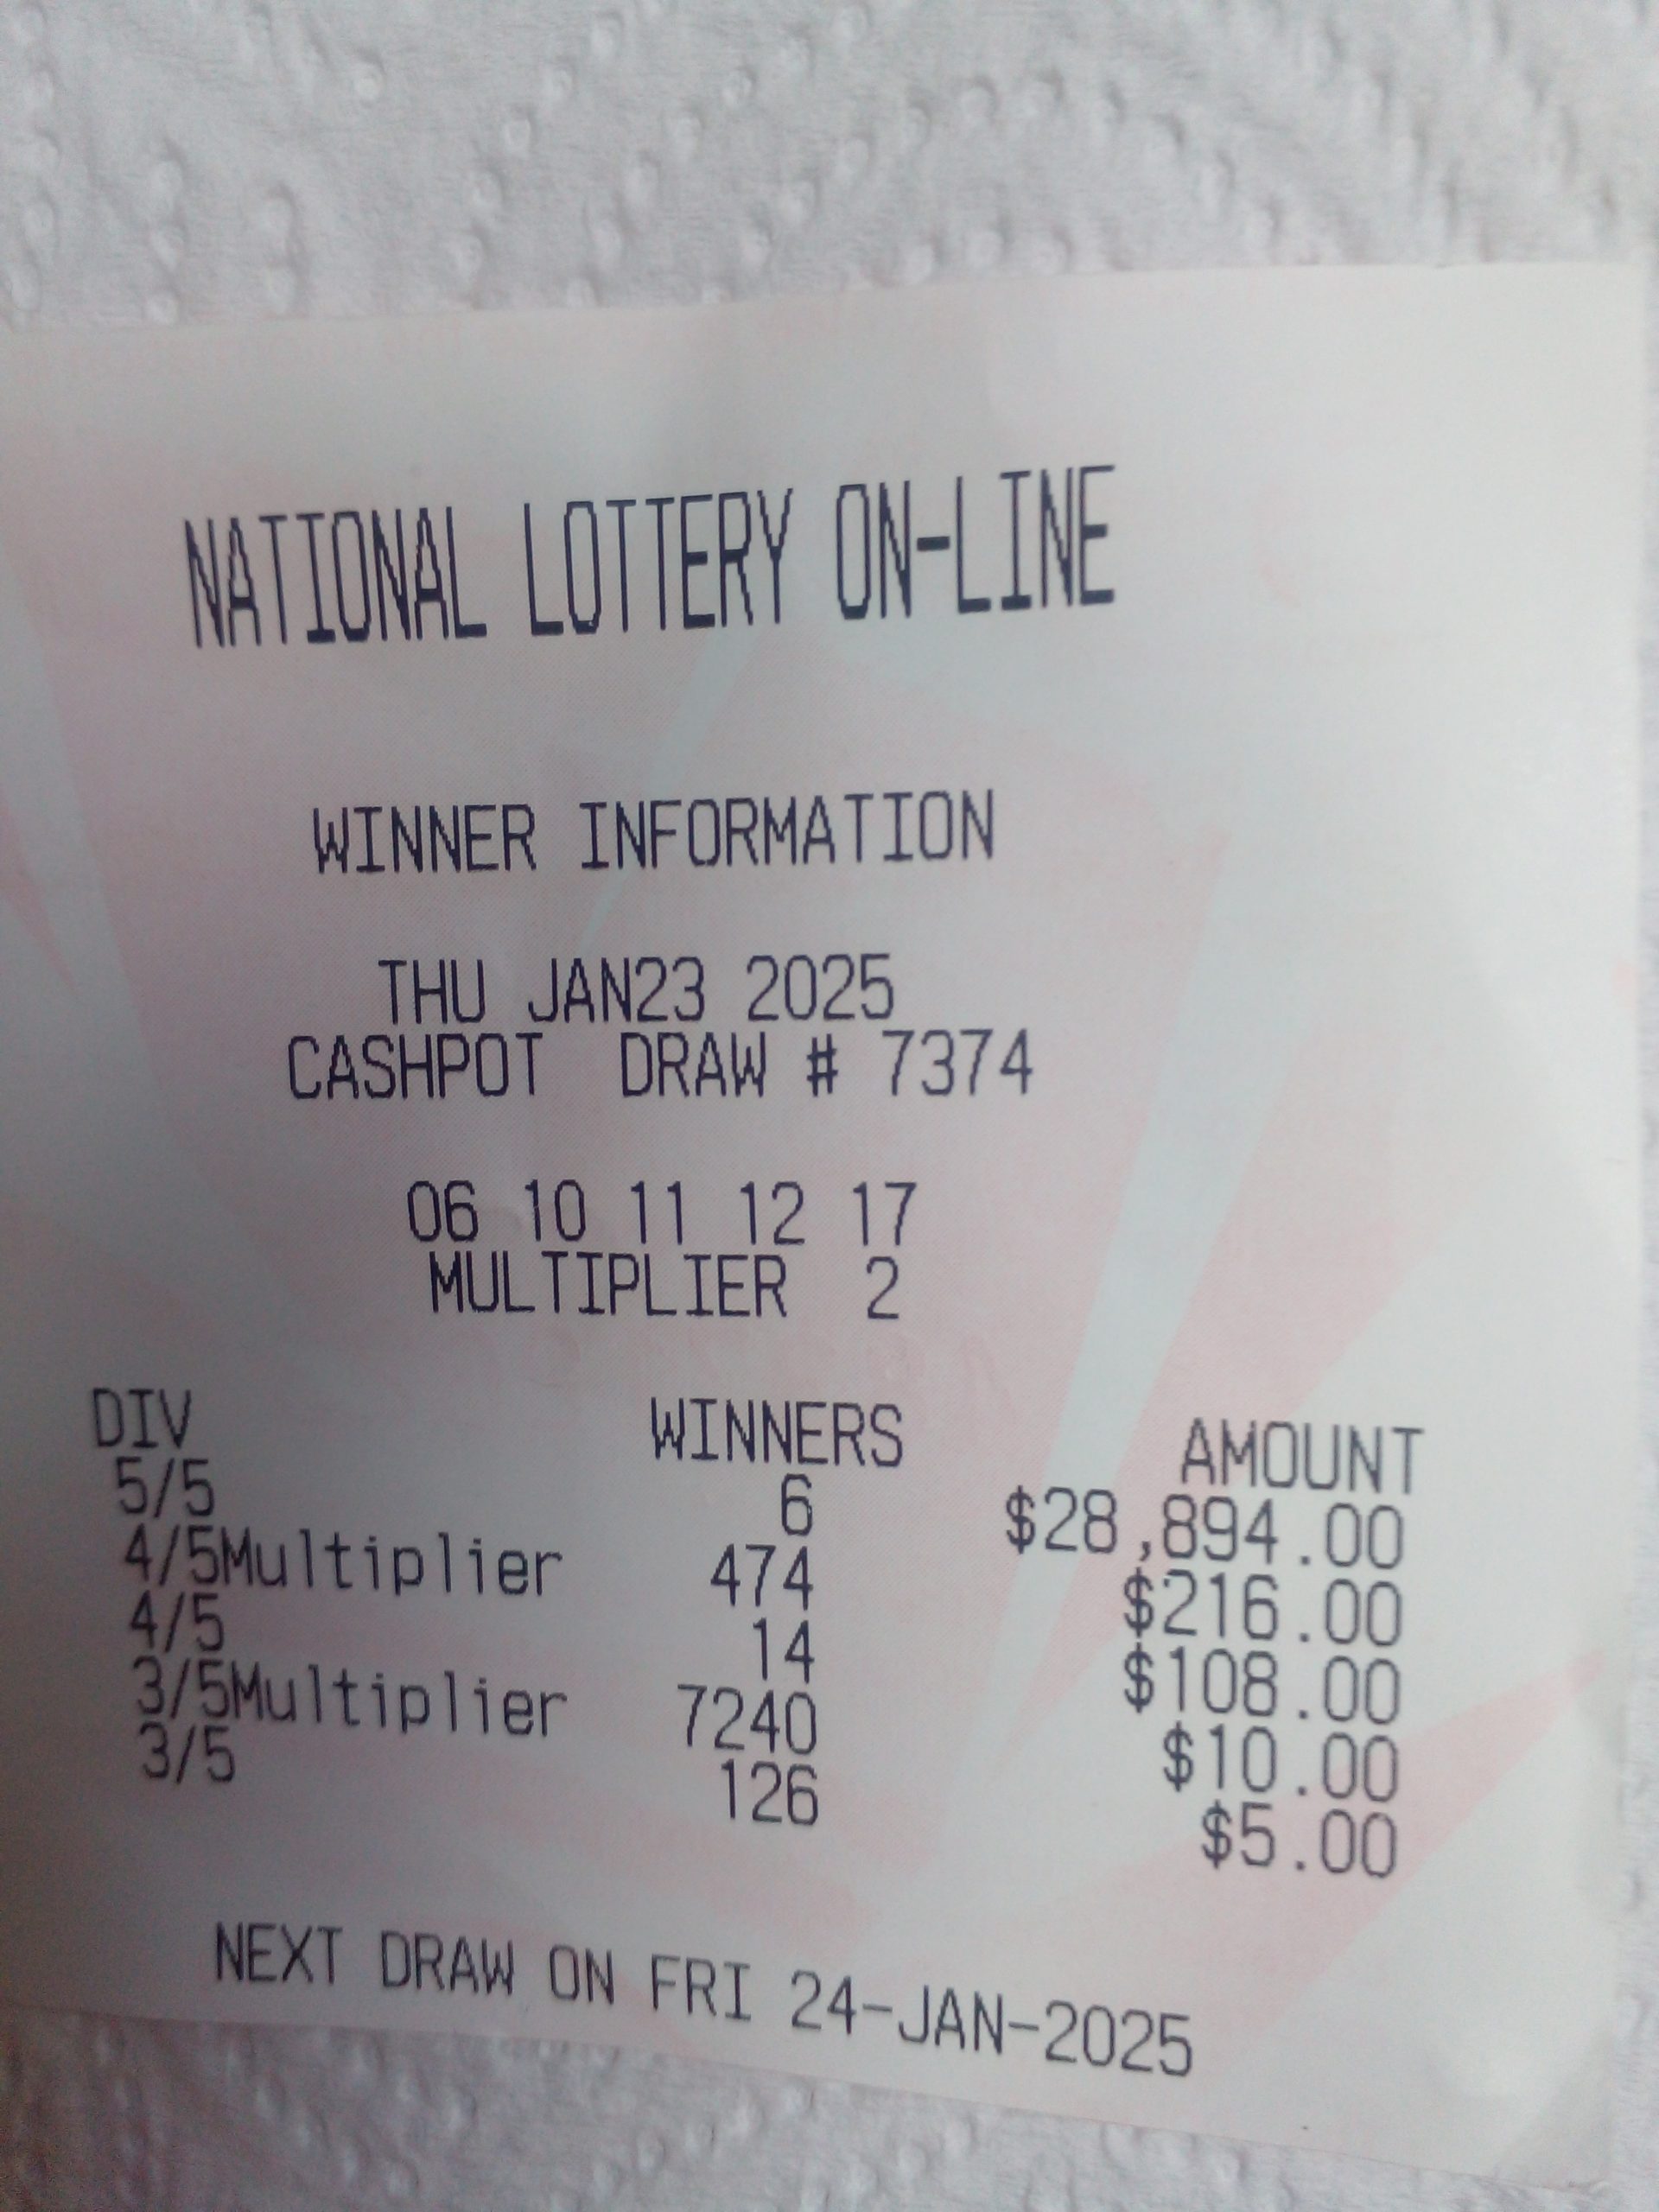 NATIONAL LOTTERY ON-LINE
WINNER INFORMATION
THU JAN23 2025
CASHPOT DRAW # 7374
06 10 11 12 17
MULTIPLIER 2
DIV WINNERS AMOUNT
5/5 6 $28,894.00
4/5Multiplier 474 $216.00
4/5 14 $108.00
3/5Multiplier 7240 $10.00
3/5 126 $5.00
NEXT DRAW ON FRI 24-JAN-2025